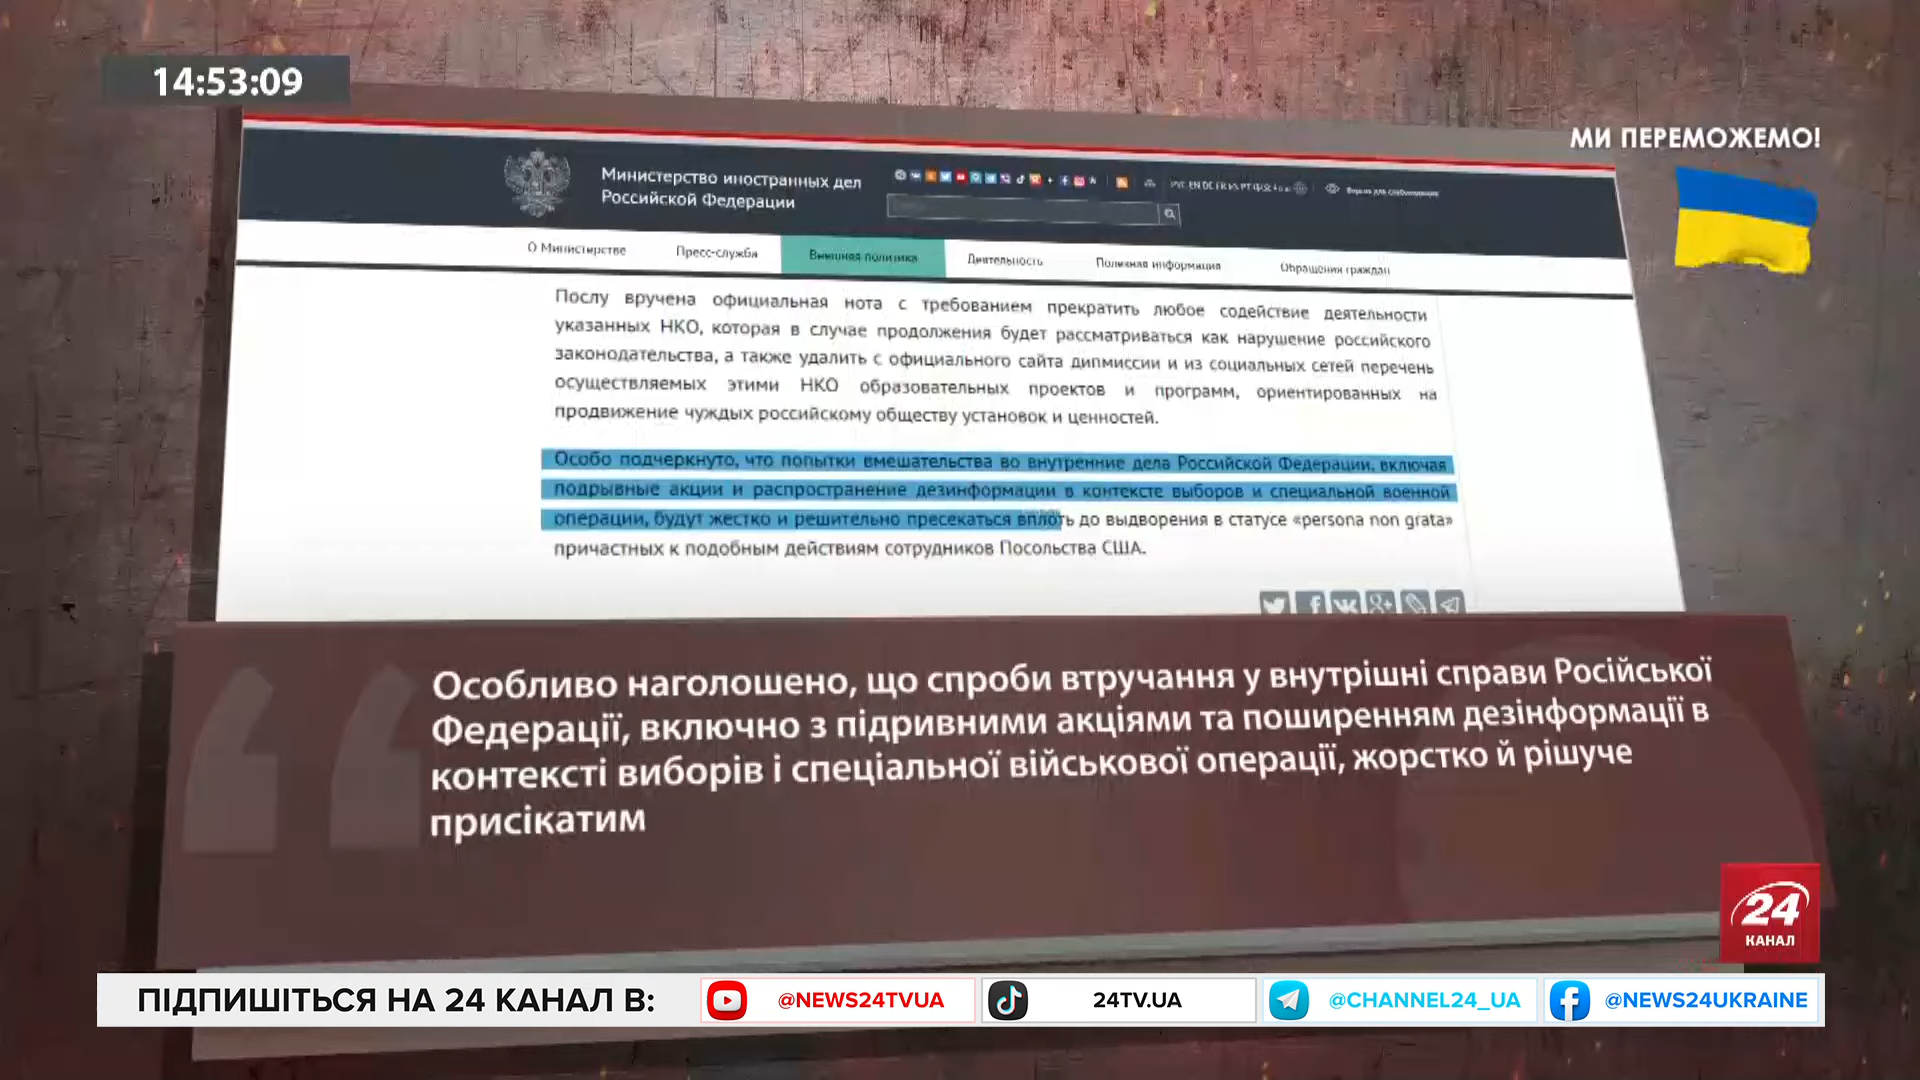 14:53:09
МИ ПЕРЕМОЖЕМО!
Министерство иностранных дел
Российской Федерации
О Министерстве Пресс-служба Внешняя политика Деятельность Полезная информация Обращения граждан
Послу вручена официальная нота с требованием прекратить любое содействие деятельности
указанных НКО, которая в случае продолжения будет рассматриваться как нарушение российского
законодательства, а также удалить с официального сайта дипмиссии и из социальных сетей перечень
осуществляемых этими НКО образовательных проектов и программ, ориентированных на
продвижение чуждых российскому обществу установок и ценностей.
Особо подчеркнуто, что попытки вмешательства во внутренние дела Российской Федерации, включая
подрывные акции и распространение дезинформации в контексте выборов и специальной военной
операции, будут жестко и решительно пресекаться вплоть до выдворения в статусе «persona non grata»
причастных к подобным действиям сотрудников Посольства США.
Особливо наголошено, що спроби втручання у внутрішні справи Російської
Федерації, включно з підривними акціями та поширенням дезінформації в
контексті виборів і спеціальної військової операції, жорстко й рішуче
присікатим
24
КАНАЛ
ПІДПИШІТЬСЯ НА 24 КАНАЛ В: @NEWS24TVUA 24TV.UA @CHANNEL24_UA @NEWS24UKRAINE